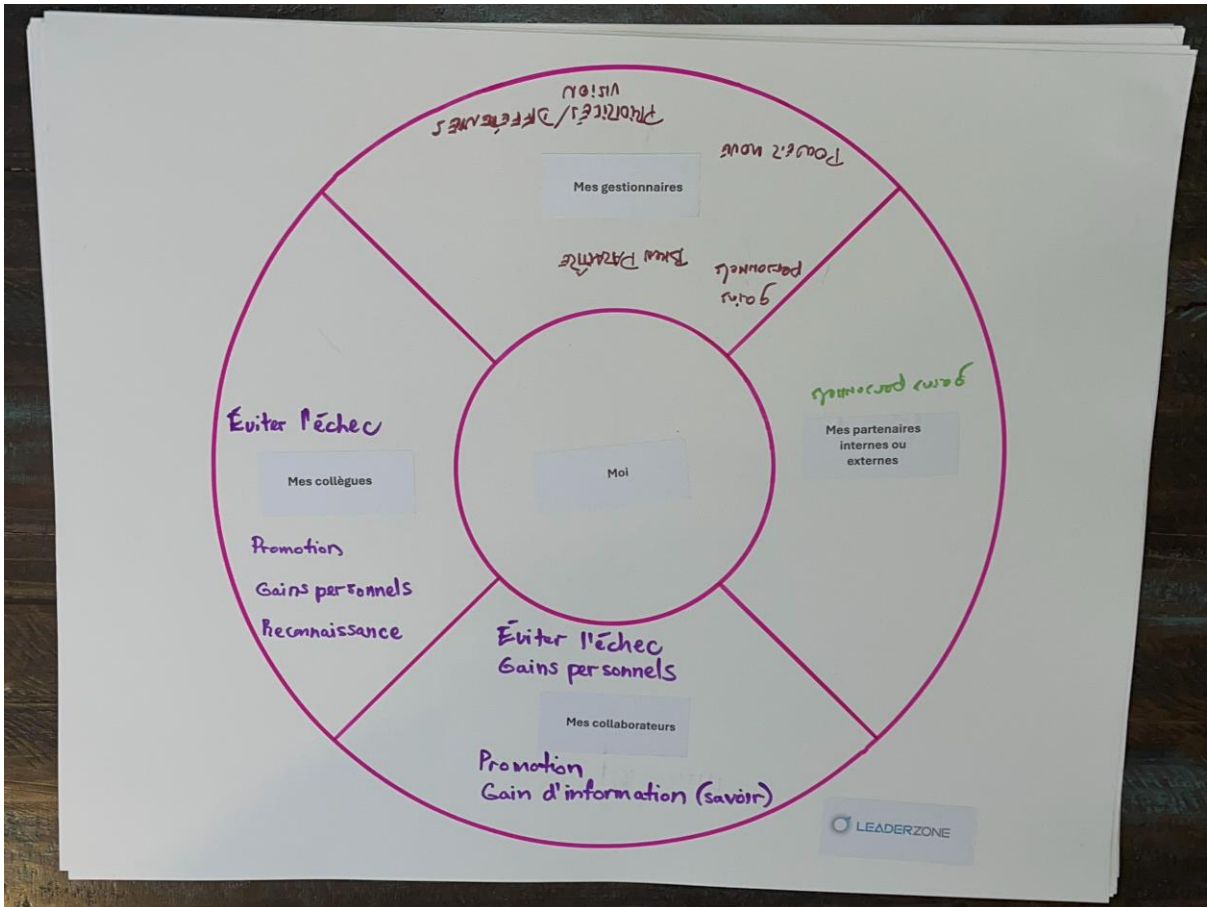 PRIORITÉS/DIFFÉRENTES
VISION
Mes gestionnaires
BIEN PARAÎTRE
gains
personnels
gains personnels
Mes partenaires
internes ou
externes
Éviter l'échec
Mes collègues
Promotion
Gains personnels
Reconnaissance
Moi
Éviter l'échec
Gains personnels
Mes collaborateurs
Promotion
Gain d'information (savoir)
LEADERZONE